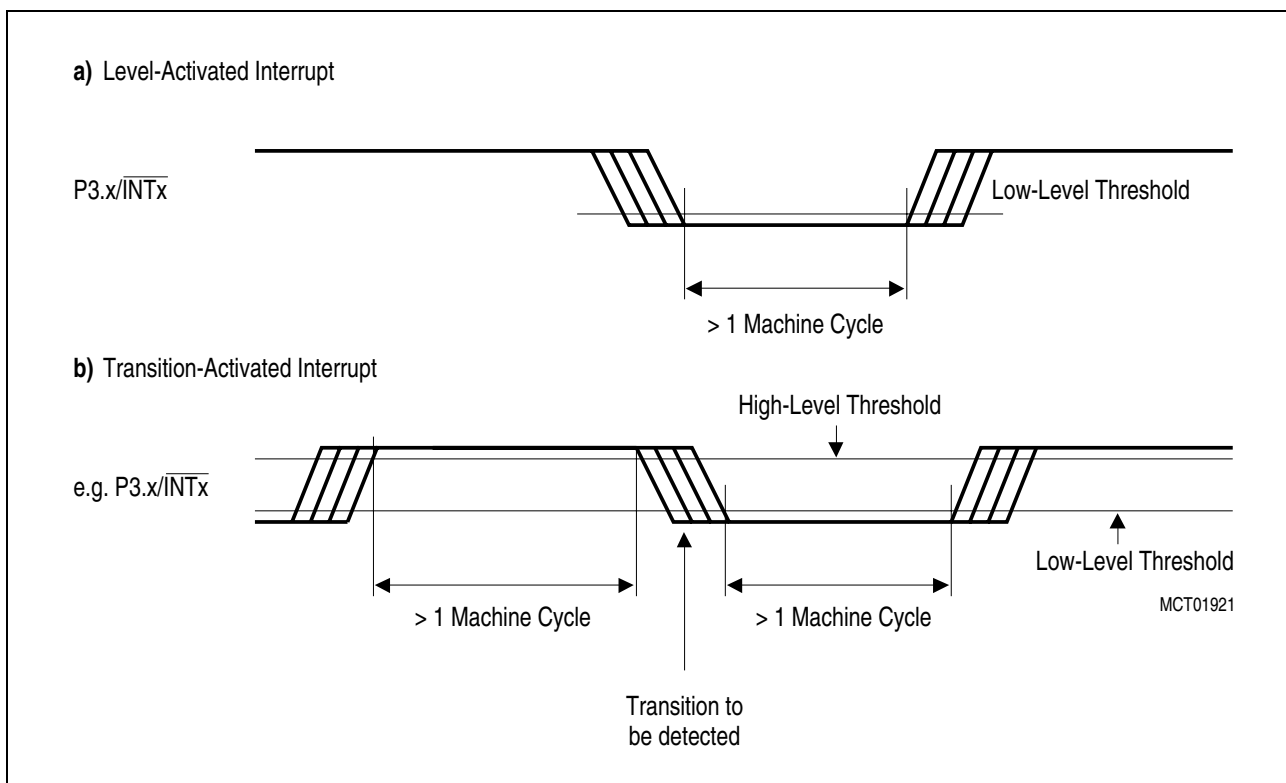 a) Level-Activated Interrupt
P3.x/INTx
Low-Level Threshold
> 1 Machine Cycle
b) Transition-Activated Interrupt
High-Level Threshold
e.g. P3.x/INTx
Low-Level Threshold
MCT01921
> 1 Machine Cycle
> 1 Machine Cycle
Transition to
be detected